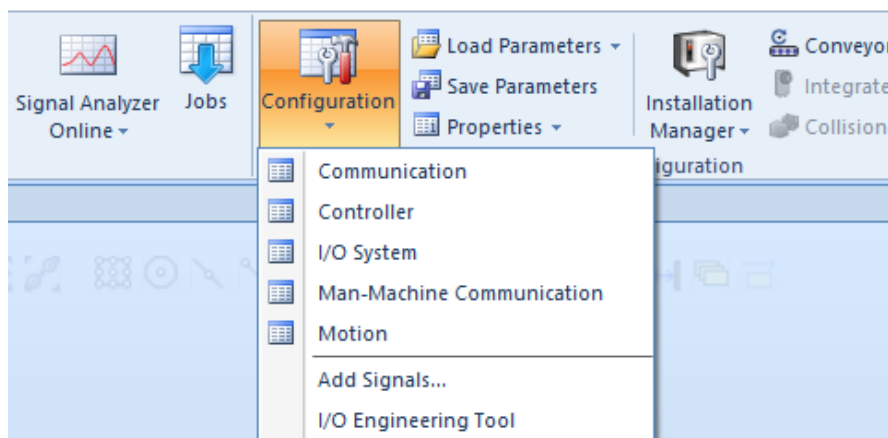 Signal Analyzer
Online
Jobs
Configuration
Load Parameters
Save Parameters
Properties
Installation
Manager
Conveyor
Integrate
Collision
iguration
Communication
Controller
I/O System
Man-Machine Communication
Motion
Add Signals...
I/O Engineering Tool